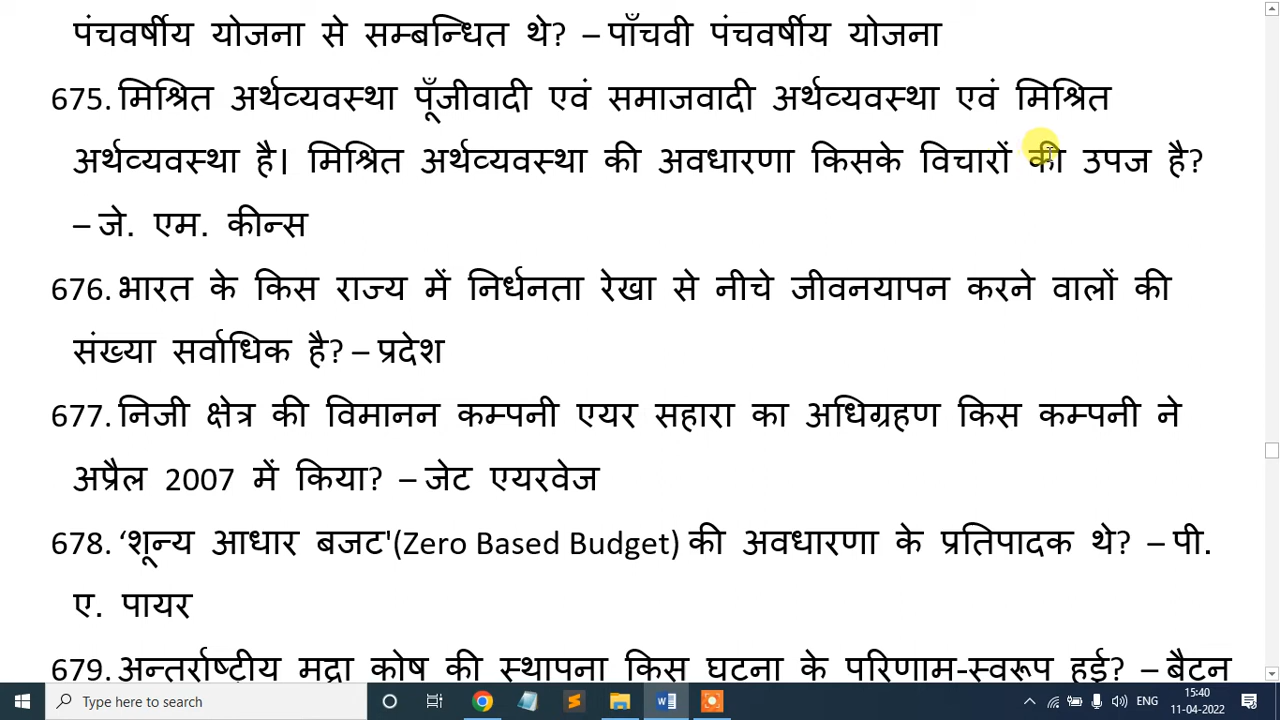 पंचवर्षीय योजना से सम्बन्धित थे? – पाँचवी पंचवर्षीय योजना
675. मिश्रित अर्थव्यवस्था पूँजीवादी एवं समाजवादी अर्थव्यवस्था एवं मिश्रित
अर्थव्यवस्था है। मिश्रित अर्थव्यवस्था की अवधारणा किसके विचारों की उपज है?
– जे. एम. कीन्स
676. भारत के किस राज्य में निर्धनता रेखा से नीचे जीवनयापन करने वालों की
संख्या सर्वाधिक है? – प्रदेश
677. निजी क्षेत्र की विमानन कम्पनी एयर सहारा का अधिग्रहण किस कम्पनी ने
अप्रैल 2007 में किया? – जेट एयरवेज
678. ‘शून्य आधार बजट'(Zero Based Budget) की अवधारणा के प्रतिपादक थे? – पी.
ए. पायर
679. अन्तर्राष्ट्रीय मुद्रा कोष की स्थापना किस घटना के परिणाम-स्वरूप हुई? – बैटन
Type here to search
ENG
15:40
11-04-2022